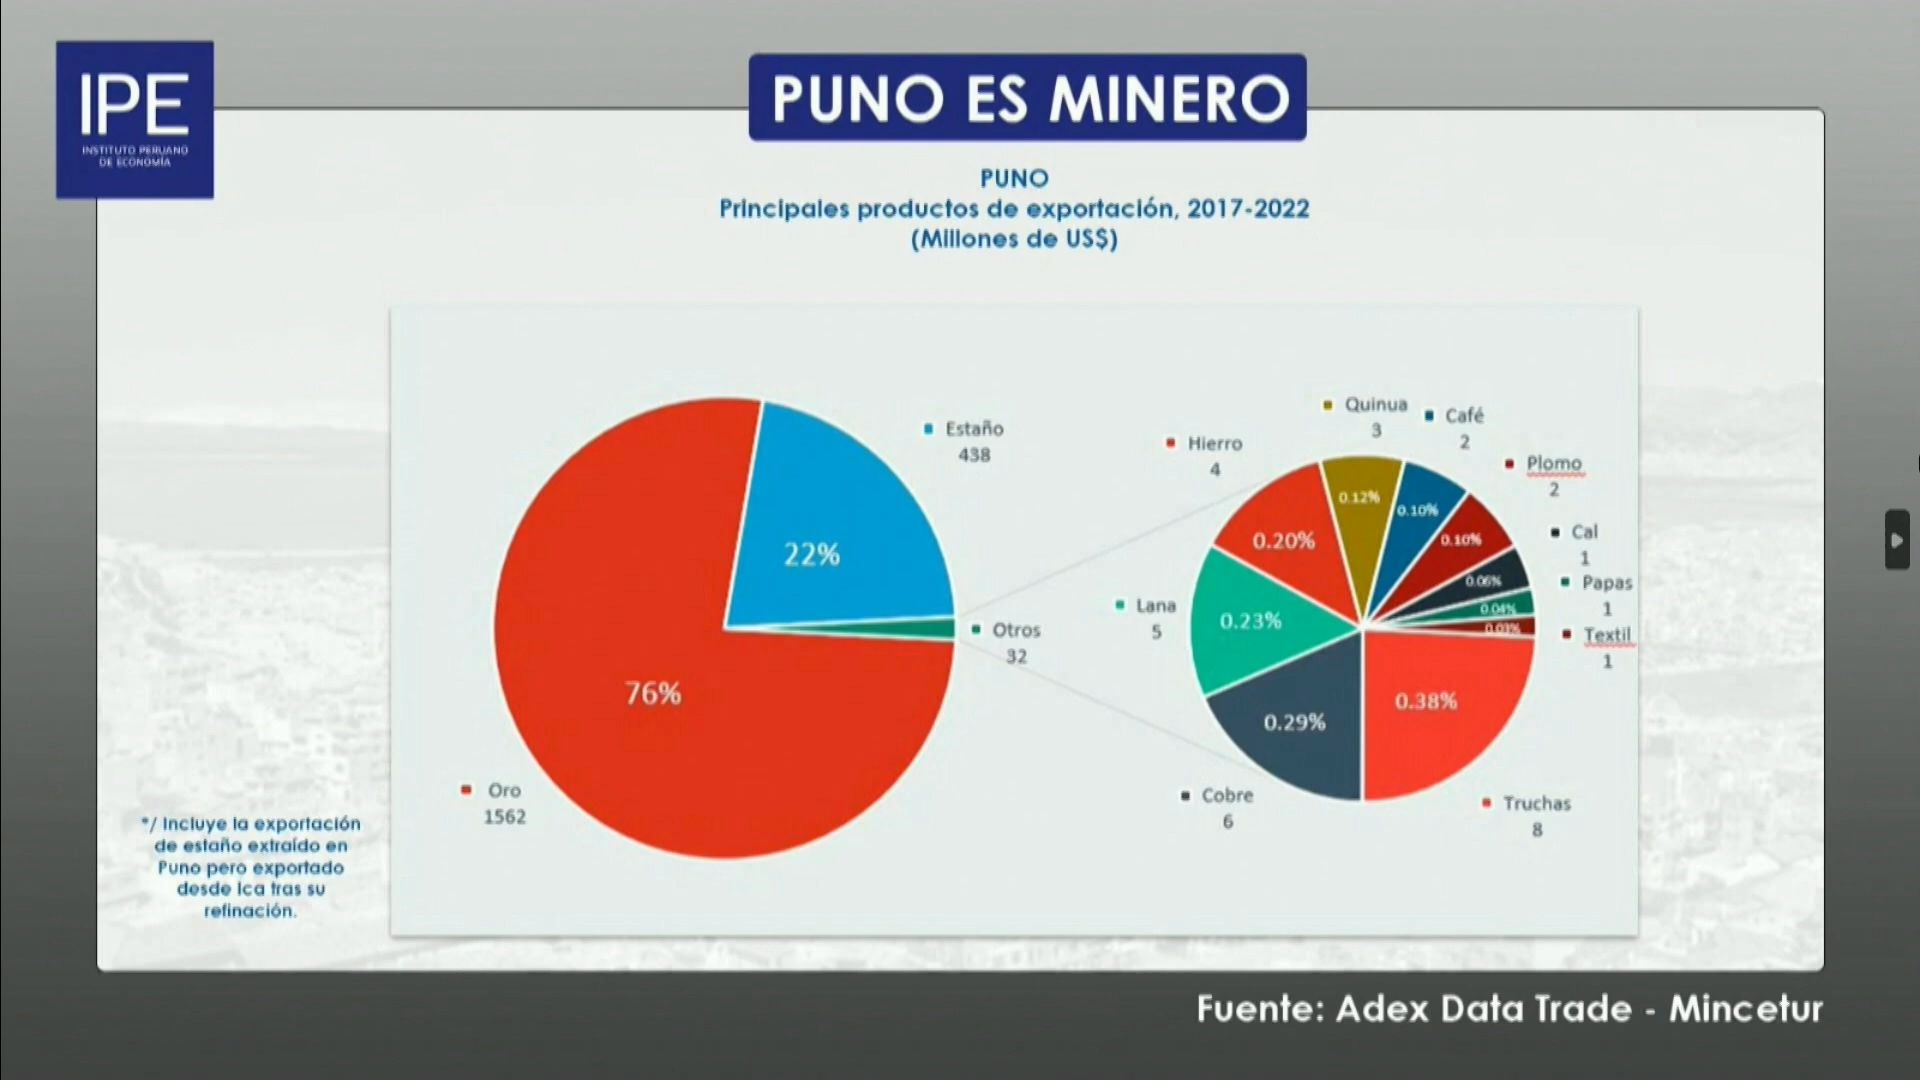 IPE
INSTITUTO PERUANO
DE ECONOMÍA
PUNO ES MINERO
PUNO
Principales productos de exportación, 2017-2022
(Millones de US$)
Estaño
438
22%
Otros
32
76%
Oro
1562
Quinua
3
Café
2
Hierro
4
Plomo
2
Cal
1
Papas
1
Textil
1
Lana
5
Cobre
6
Truchas
8
0.12%
0.10%
0.10%
0.20%
0.06%
0.04%
0.03%
0.23%
0.38%
0.29%
*/ Incluye la exportación
de estaño extraído en
Puno pero exportado
desde Ica tras su
refinación.
Fuente: Adex Data Trade - Mincetur